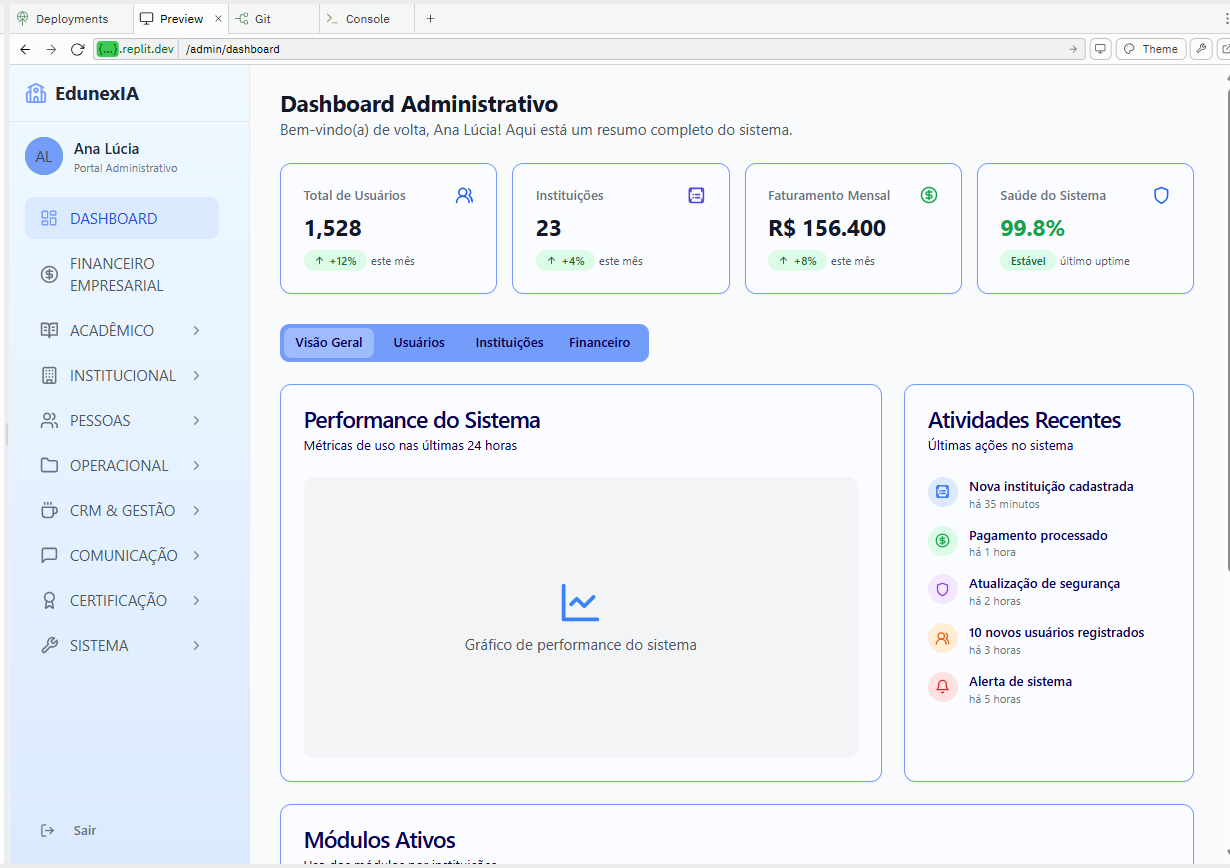 Deployments
Preview
Git
Console
{...}.replit.dev
/admin/dashboard
Theme
EdunexIA
AL
Ana Lúcia
Portal Administrativo
DASHBOARD
FINANCEIRO
EMPRESARIAL
ACADÊMICO
INSTITUCIONAL
PESSOAS
OPERACIONAL
CRM & GESTÃO
COMUNICAÇÃO
CERTIFICAÇÃO
SISTEMA
Sair
Dashboard Administrativo
Bem-vindo(a) de volta, Ana Lúcia! Aqui está um resumo completo do sistema.
Total de Usuários
1,528
↑ +12% este mês
Instituições
23
↑ +4% este mês
Faturamento Mensal
R$ 156.400
↑ +8% este mês
Saúde do Sistema
99.8%
Estável último uptime
Visão Geral
Usuários
Instituições
Financeiro
Performance do Sistema
Métricas de uso nas últimas 24 horas
Gráfico de performance do sistema
Atividades Recentes
Últimas ações no sistema
Nova instituição cadastrada
há 35 minutos
Pagamento processado
há 1 hora
Atualização de segurança
há 2 horas
10 novos usuários registrados
há 3 horas
Alerta de sistema
há 5 horas
Módulos Ativos
Uso dos módulos por instituições